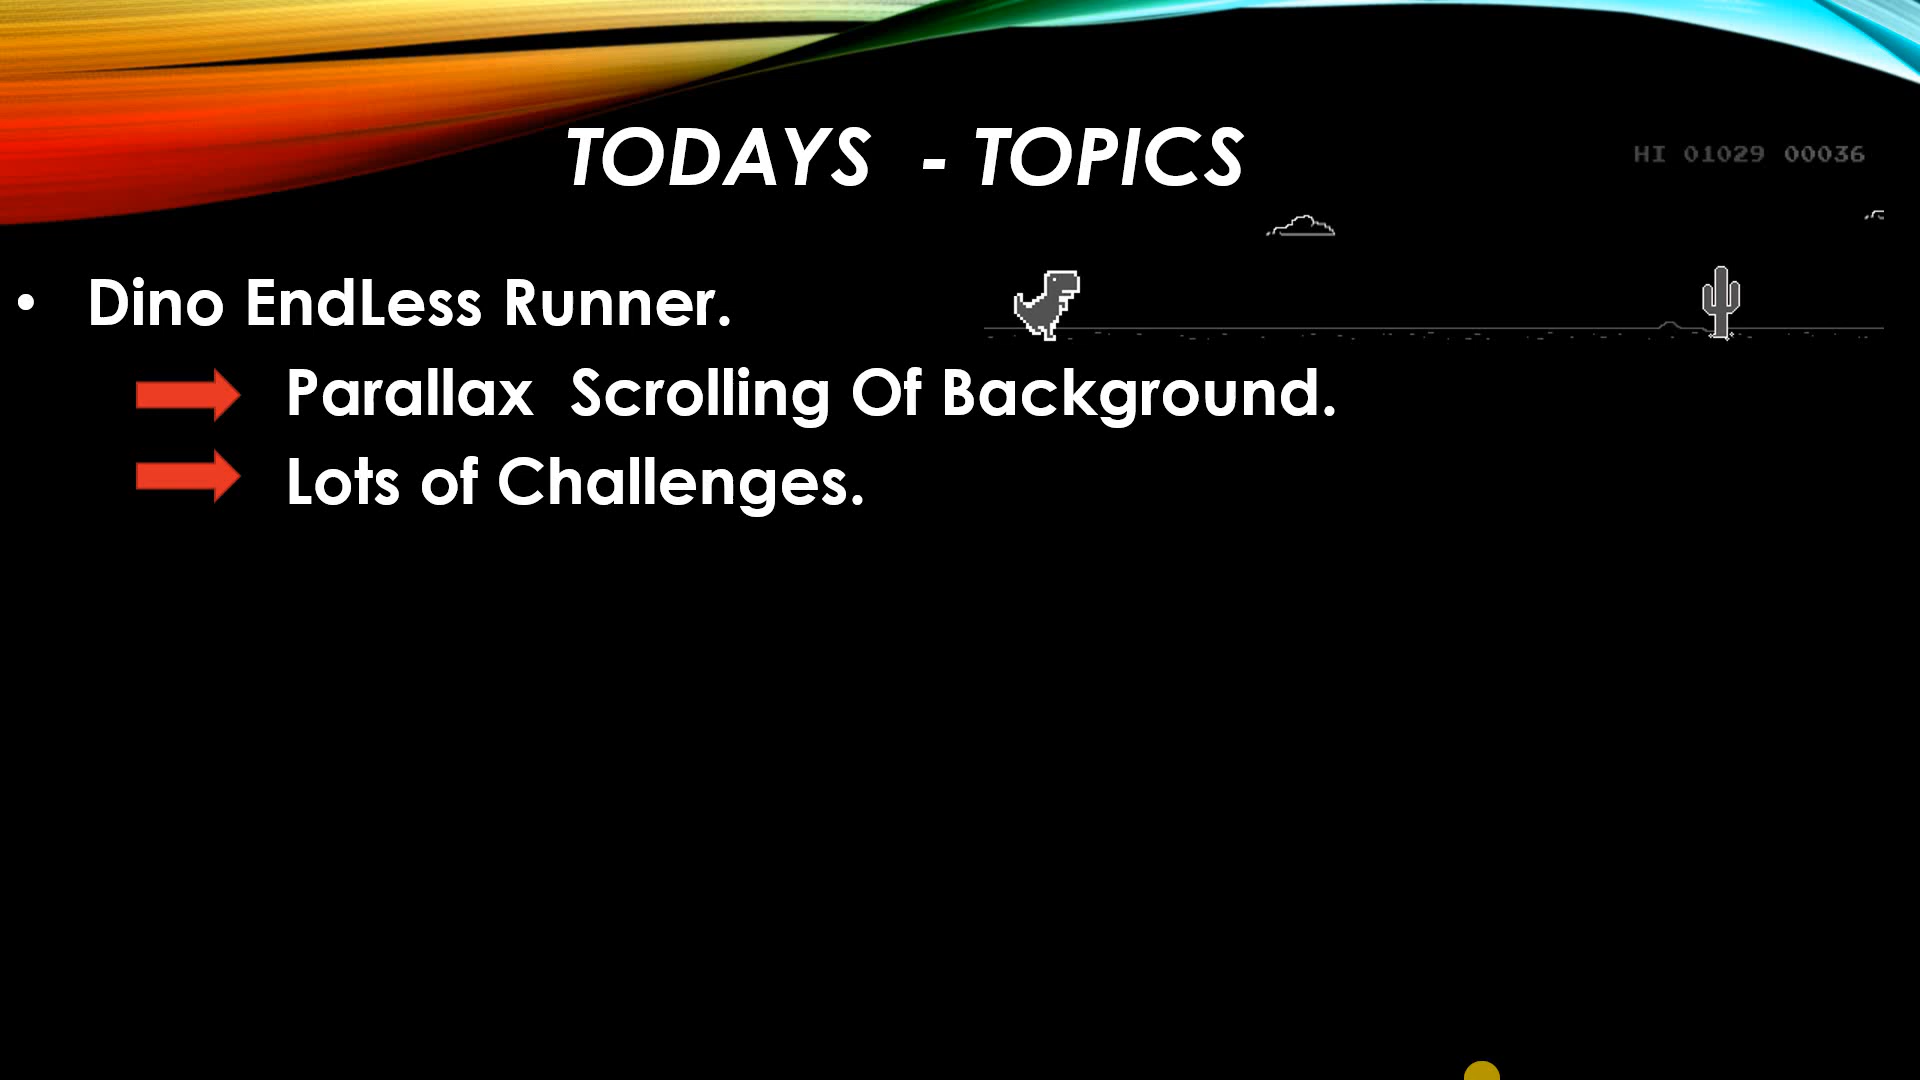 TODAYS - TOPICS
HI 01029 00036
• Dino EndLess Runner.
Parallax Scrolling Of Background.
Lots of Challenges.